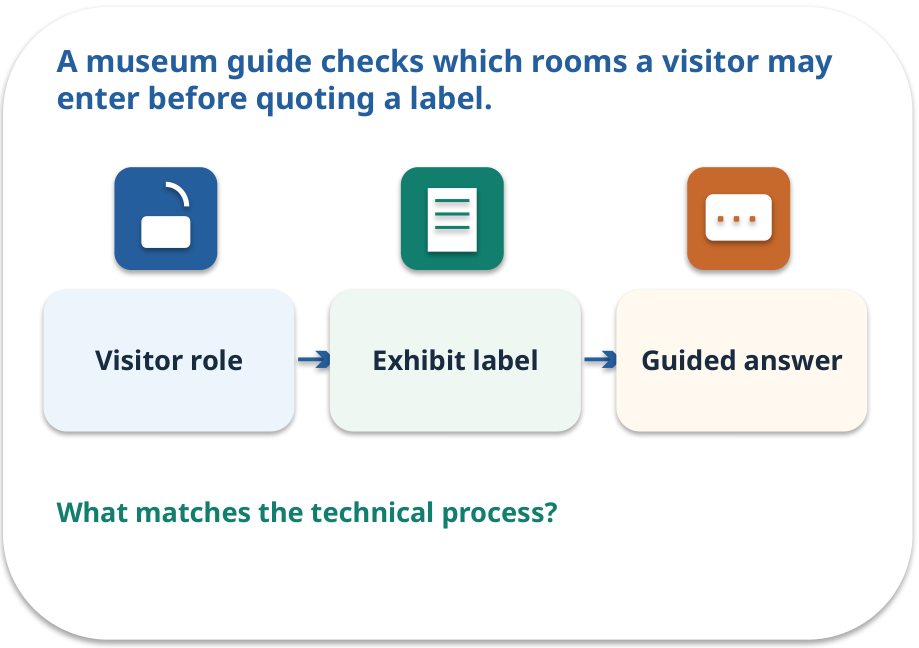 A museum guide checks which rooms a visitor may
enter before quoting a label.
Visitor role
Exhibit label
Guided answer
What matches the technical process?